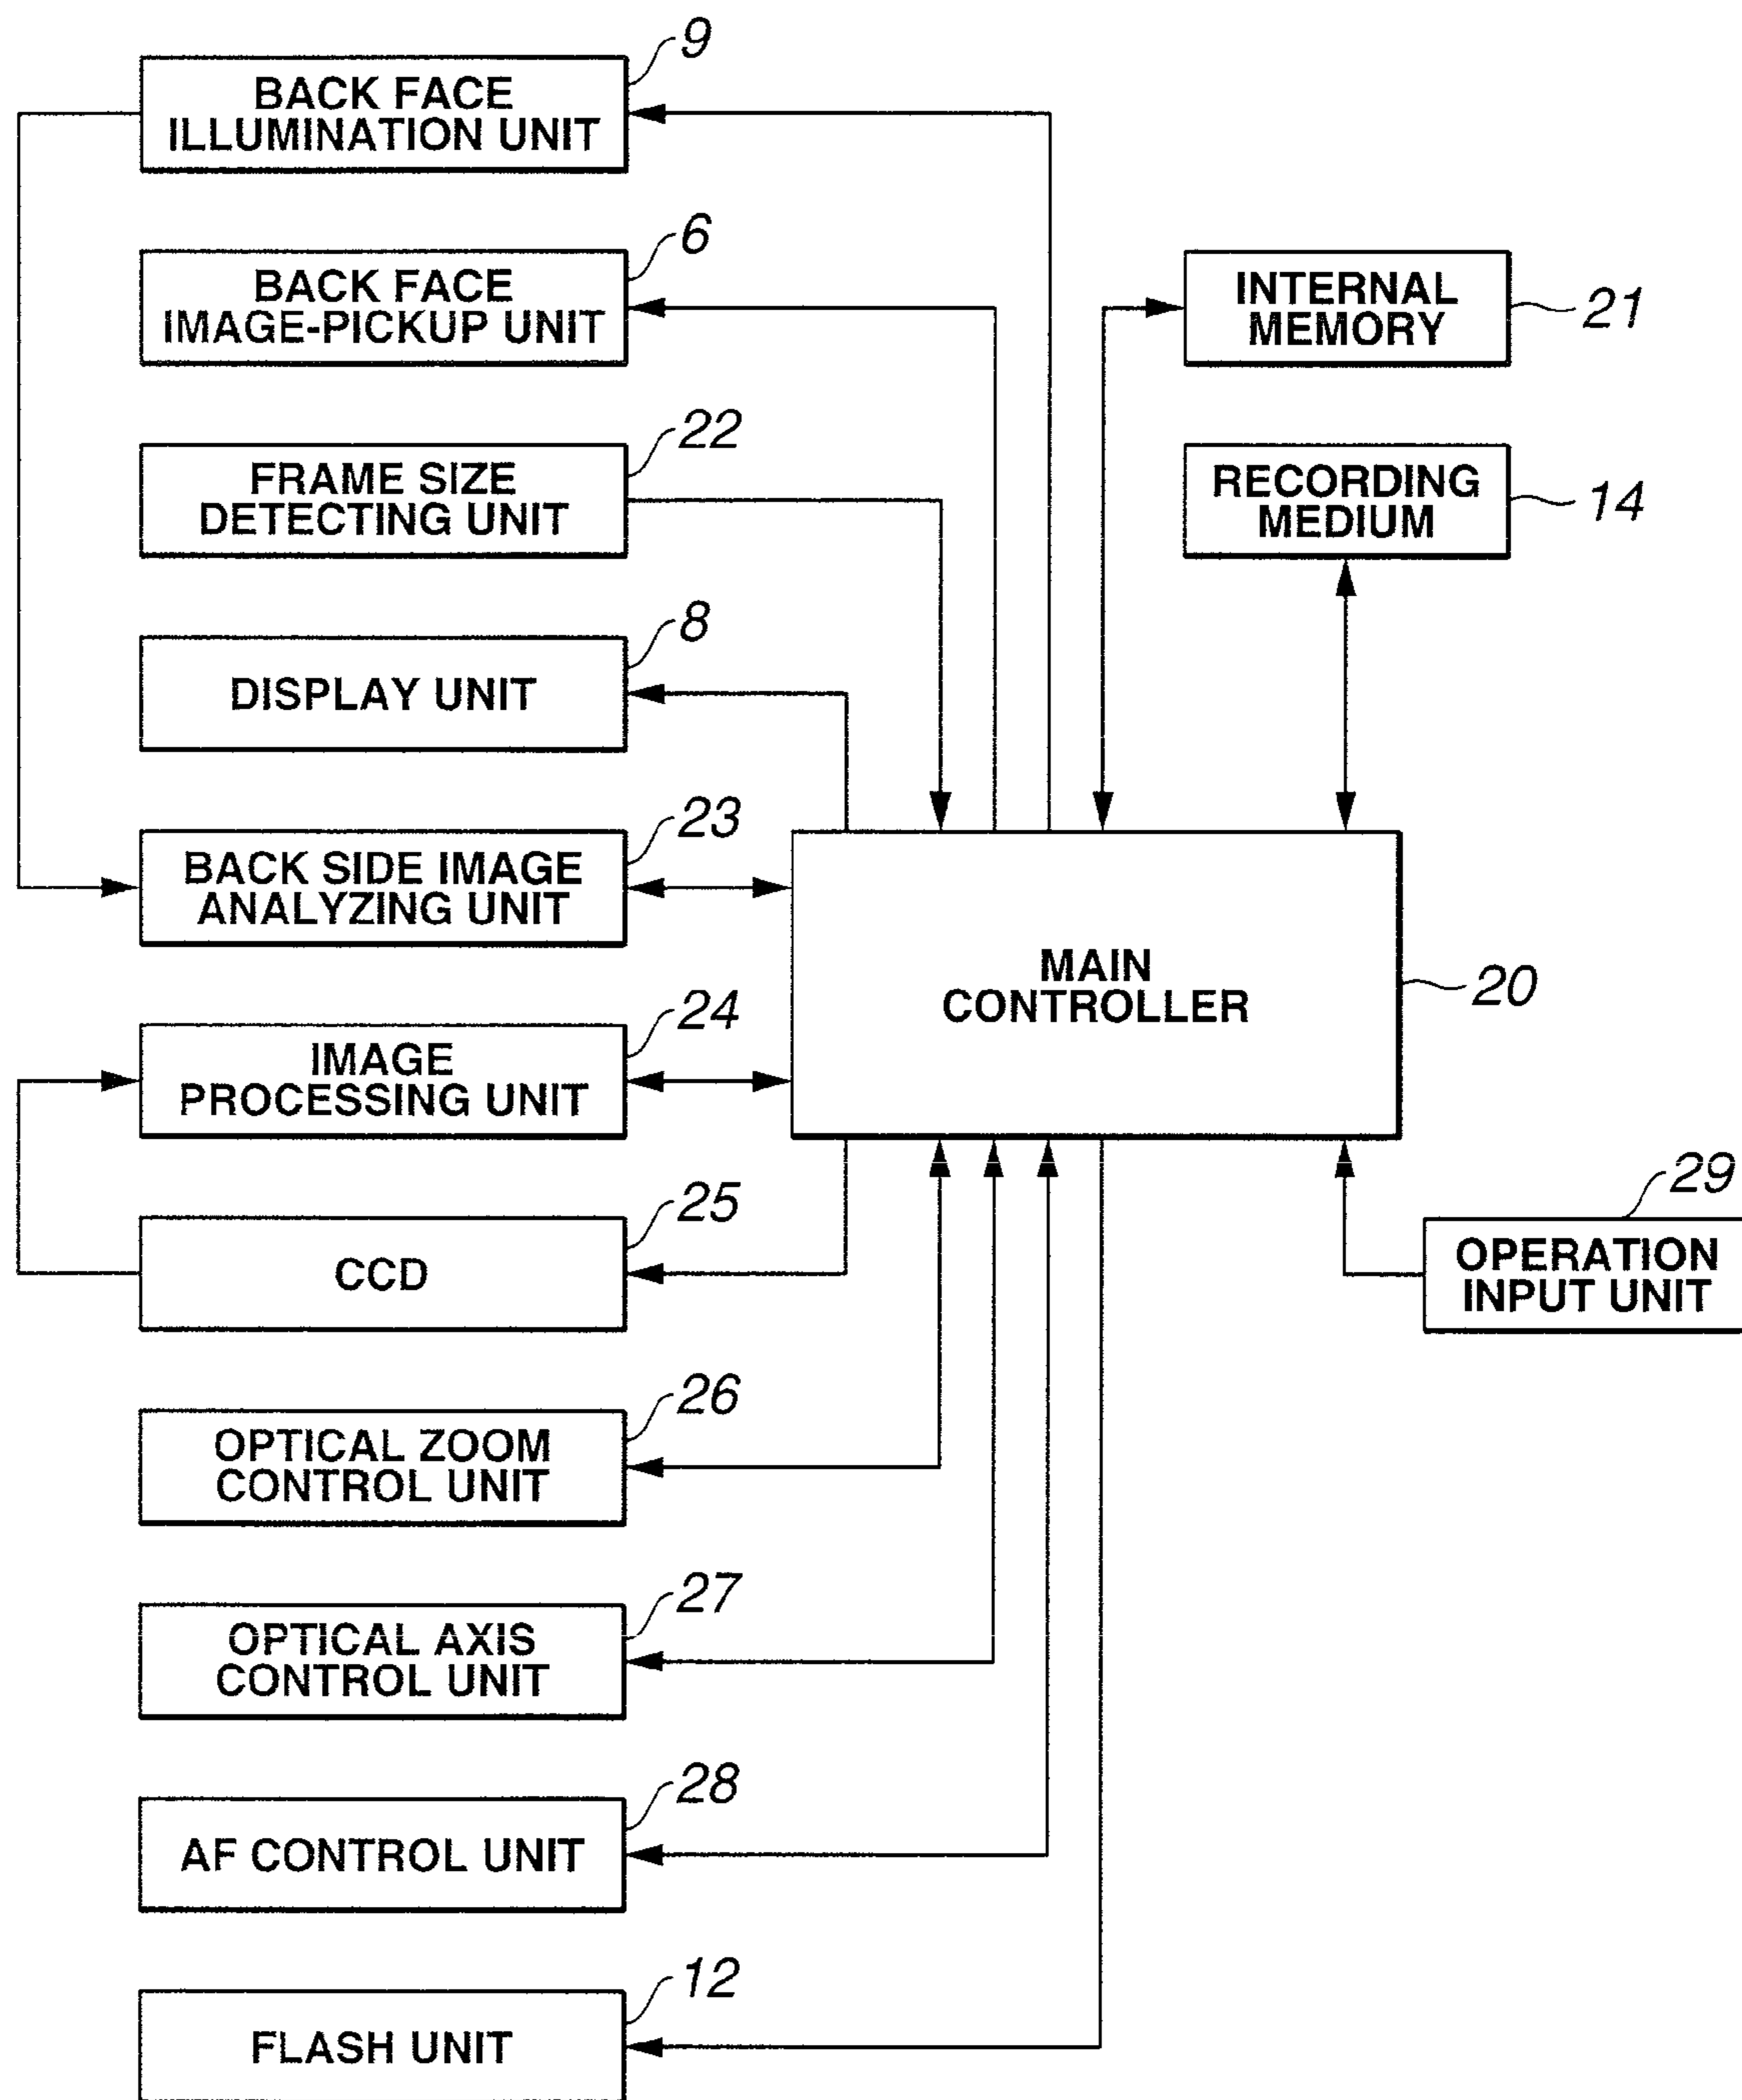 9
BACK FACE
ILLUMINATION UNIT
6
BACK FACE
IMAGE-PICKUP UNIT
INTERNAL
MEMORY
21
22
FRAME SIZE
DETECTING UNIT
RECORDING
MEDIUM
14
8
DISPLAY UNIT
23
BACK SIDE IMAGE
ANALYZING UNIT
MAIN
CONTROLLER
20
24
IMAGE
PROCESSING UNIT
25
CCD
29
OPERATION
INPUT UNIT
26
OPTICAL ZOOM
CONTROL UNIT
27
OPTICAL AXIS
CONTROL UNIT
28
AF CONTROL UNIT
12
FLASH UNIT